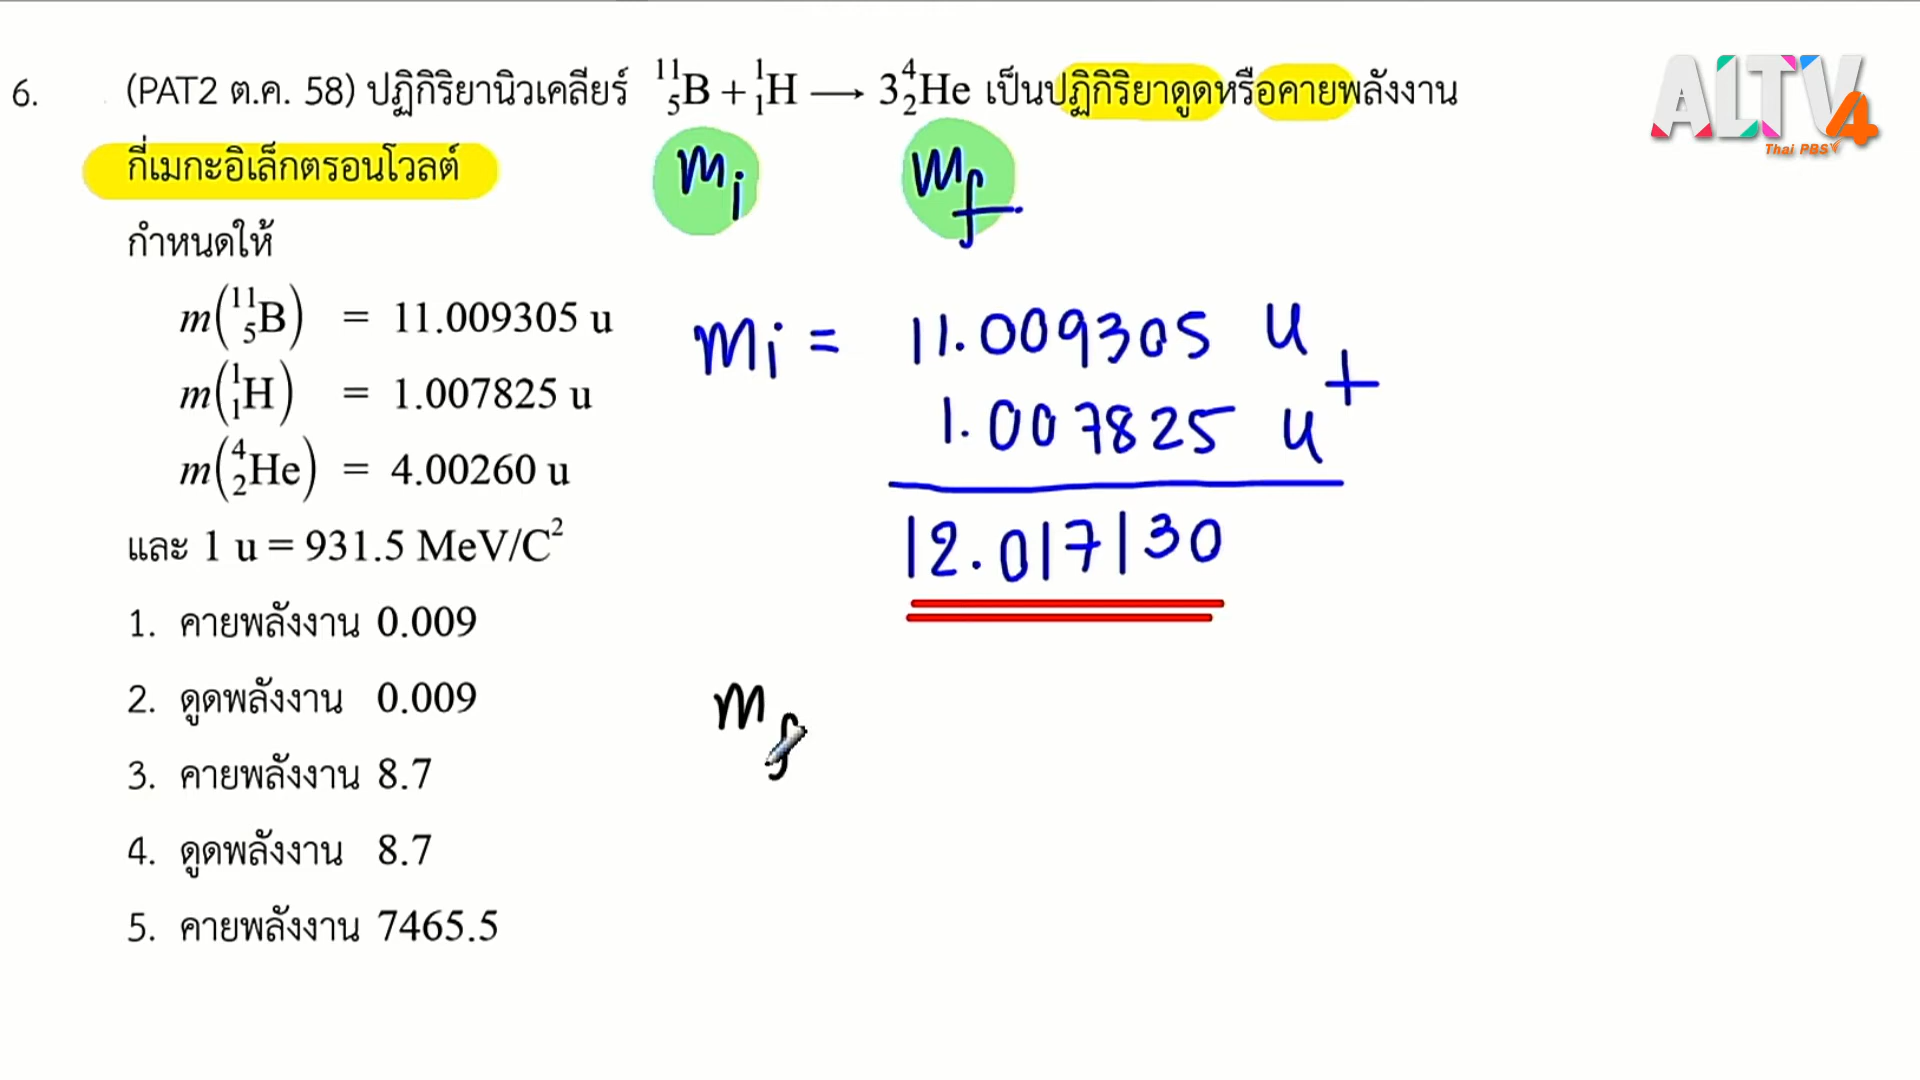 6. (PAT2 ต.ค. 58) ปฏิกิริยานิวเคลียร์ ¹¹₅B + ¹₁H ⟶ 3⁴₂He เป็นปฏิกิริยาดูดหรือคายพลังงาน
กี่เมกะอิเล็กตรอนโวลต์
mᵢ m_f
กำหนดให้
m(¹¹₅B) = 11.009305 u
m(¹₁H) = 1.007825 u
m(⁴₂He) = 4.00260 u
และ 1 u = 931.5 MeV/C²
1. คายพลังงาน 0.009
2. ดูดพลังงาน 0.009
3. คายพลังงาน 8.7
4. ดูดพลังงาน 8.7
5. คายพลังงาน 7465.5
mᵢ = 11.009305 u
1.007825 u +
12.017130
m_f
ALTV4
Thai PBS